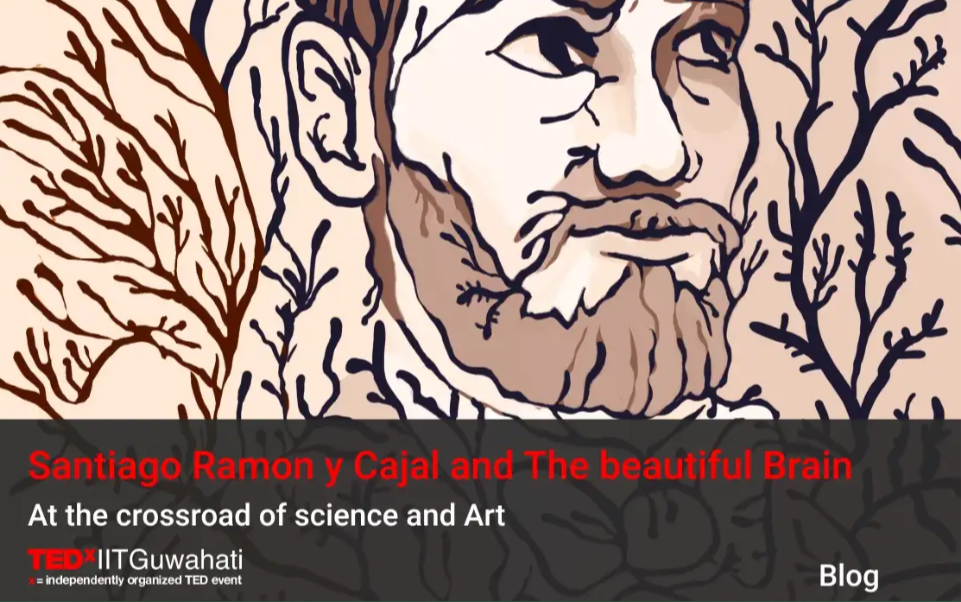 Santiago Ramon y Cajal and The beautiful Brain
At the crossroad of science and Art
TEDxIITGuwahati
x = independently organized TED event
Blog